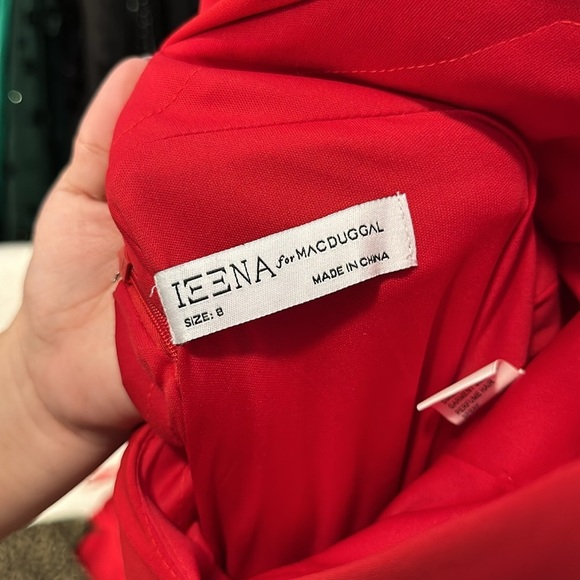 IEENA for MAC DUGGAL
SIZE: 8
MADE IN CHINA